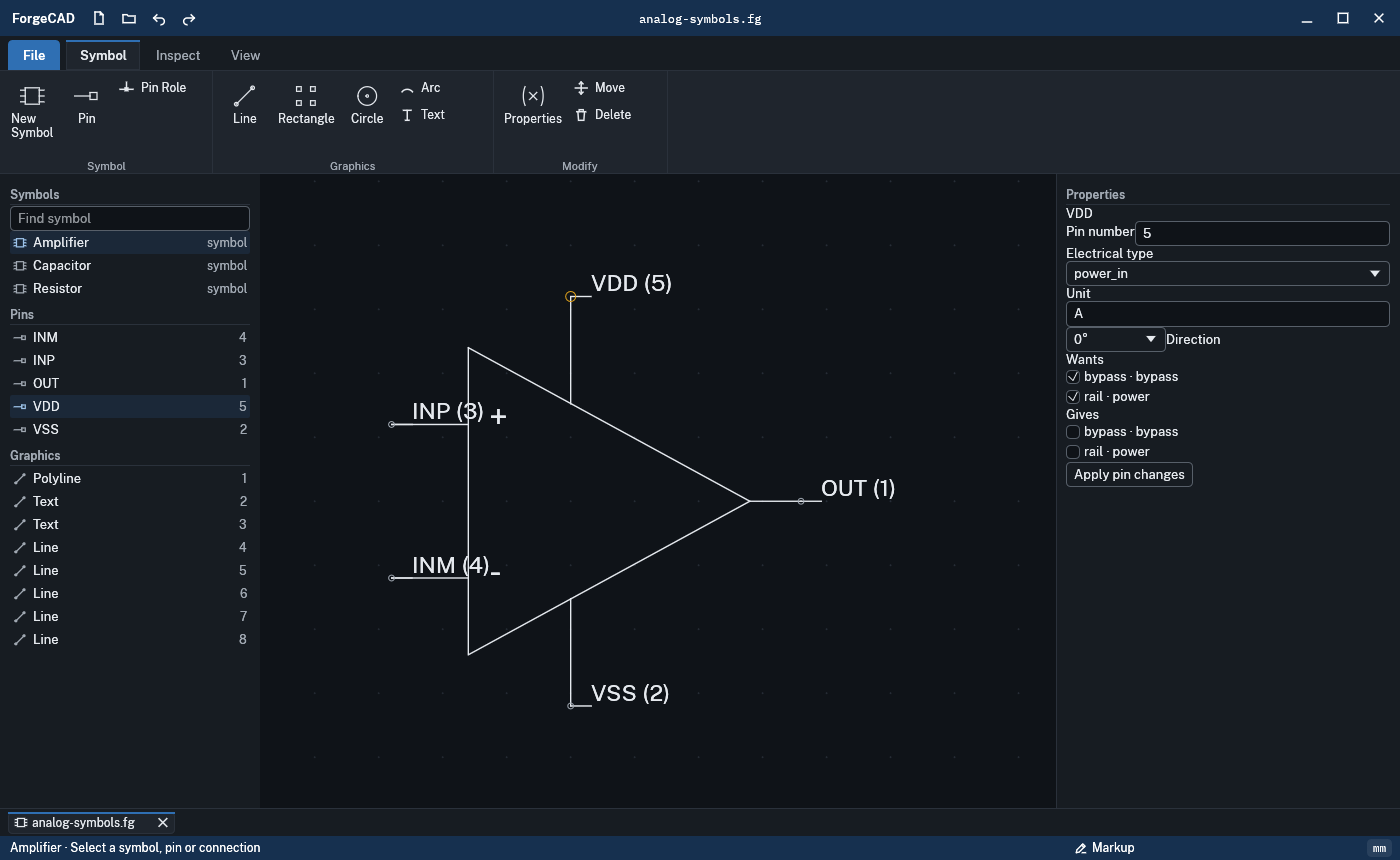 ForgeCAD
analog-symbols.fg
File
Symbol
Inspect
View
New Symbol
Pin
Pin Role
Symbol
Line
Rectangle
Circle
Arc
Text
Graphics
Properties
Move
Delete
Modify
Symbols
Find symbol
Amplifier symbol
Capacitor symbol
Resistor symbol
Pins
INM 4
INP 3
OUT 1
VDD 5
VSS 2
Graphics
Polyline 1
Text 2
Text 3
Line 4
Line 5
Line 6
Line 7
Line 8
VDD (5)
INP (3) +
OUT (1)
INM (4) -
VSS (2)
Properties
VDD
Pin number 5
Electrical type
power_in
Unit
A
0° Direction
Wants
bypass · bypass
rail · power
Gives
bypass · bypass
rail · power
Apply pin changes
analog-symbols.fg
Amplifier · Select a symbol, pin or connection
Markup
mm